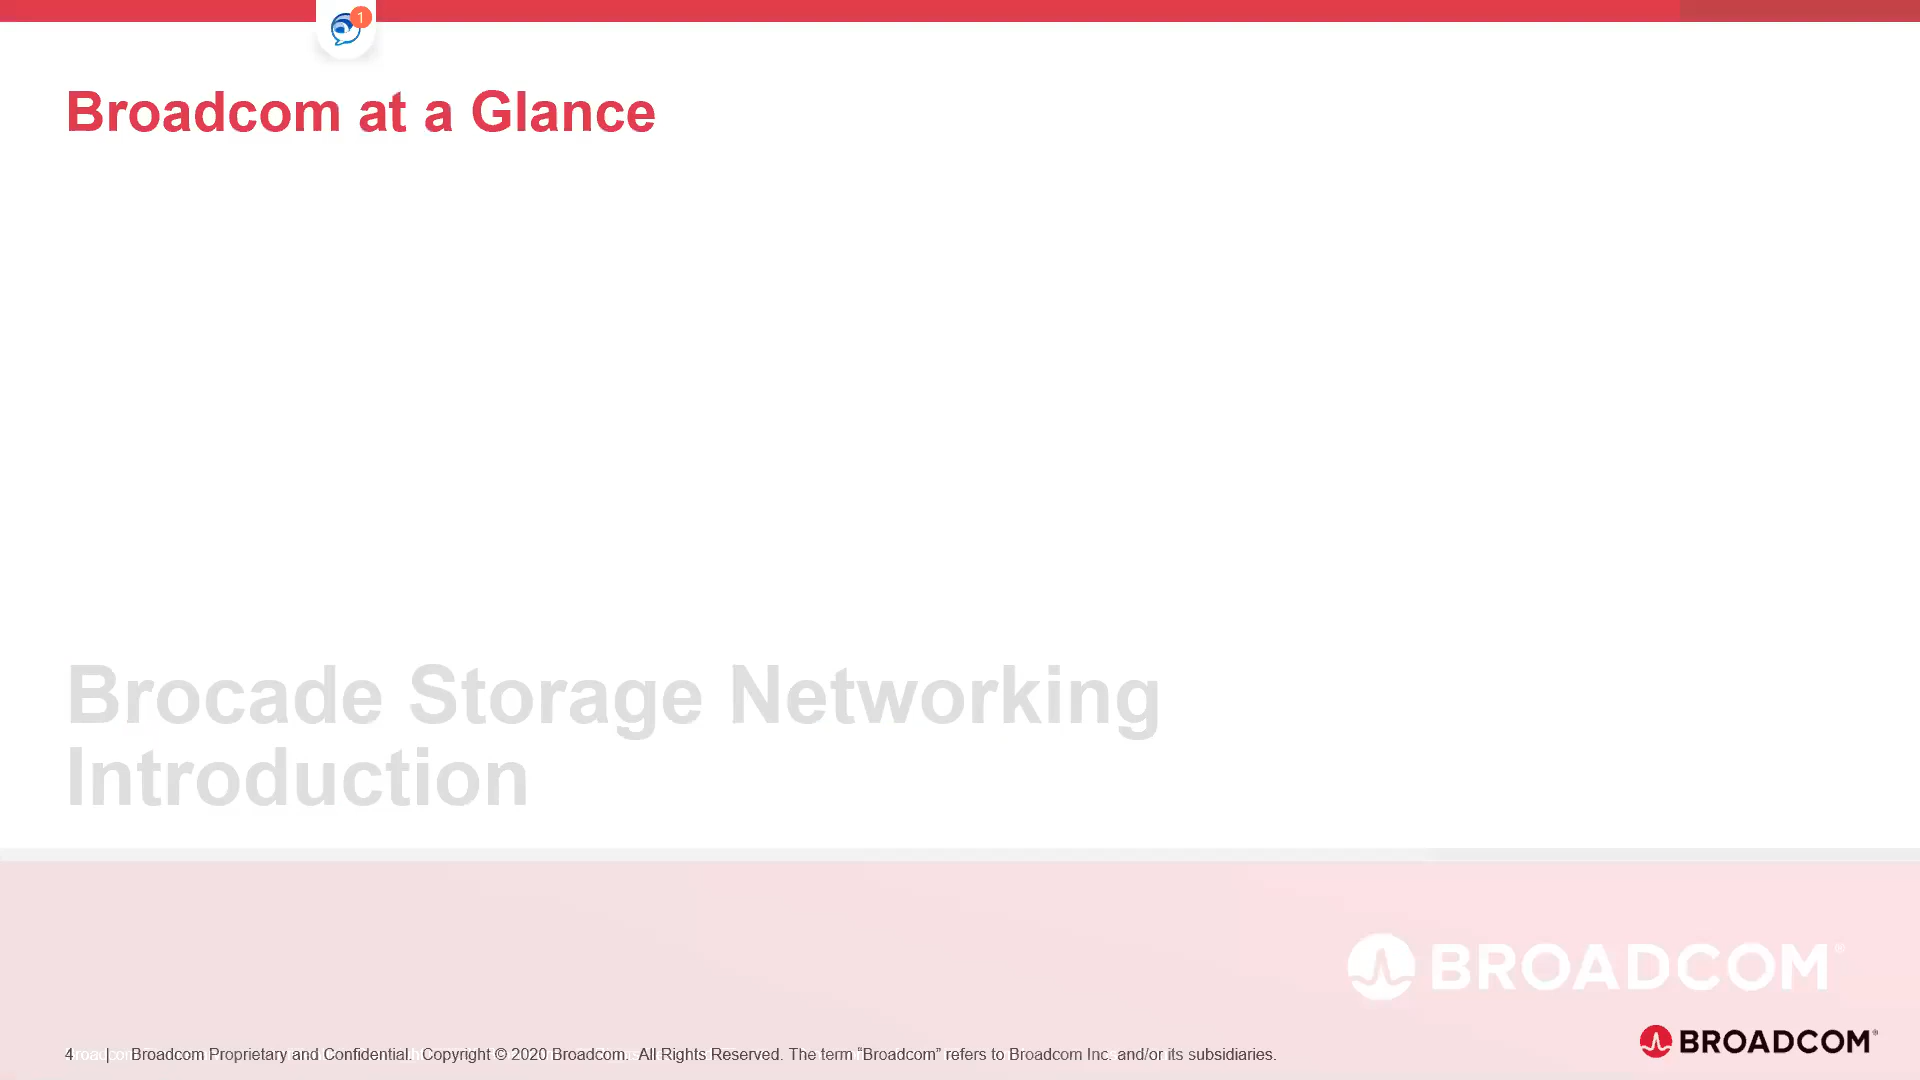 1
Broadcom at a Glance
Brocade Storage Networking
Introduction
BROADCOM®
4 | Broadcom Proprietary and Confidential. Copyright © 2020 Broadcom. All Rights Reserved. The term “Broadcom” refers to Broadcom Inc. and/or its subsidiaries.
BROADCOM®